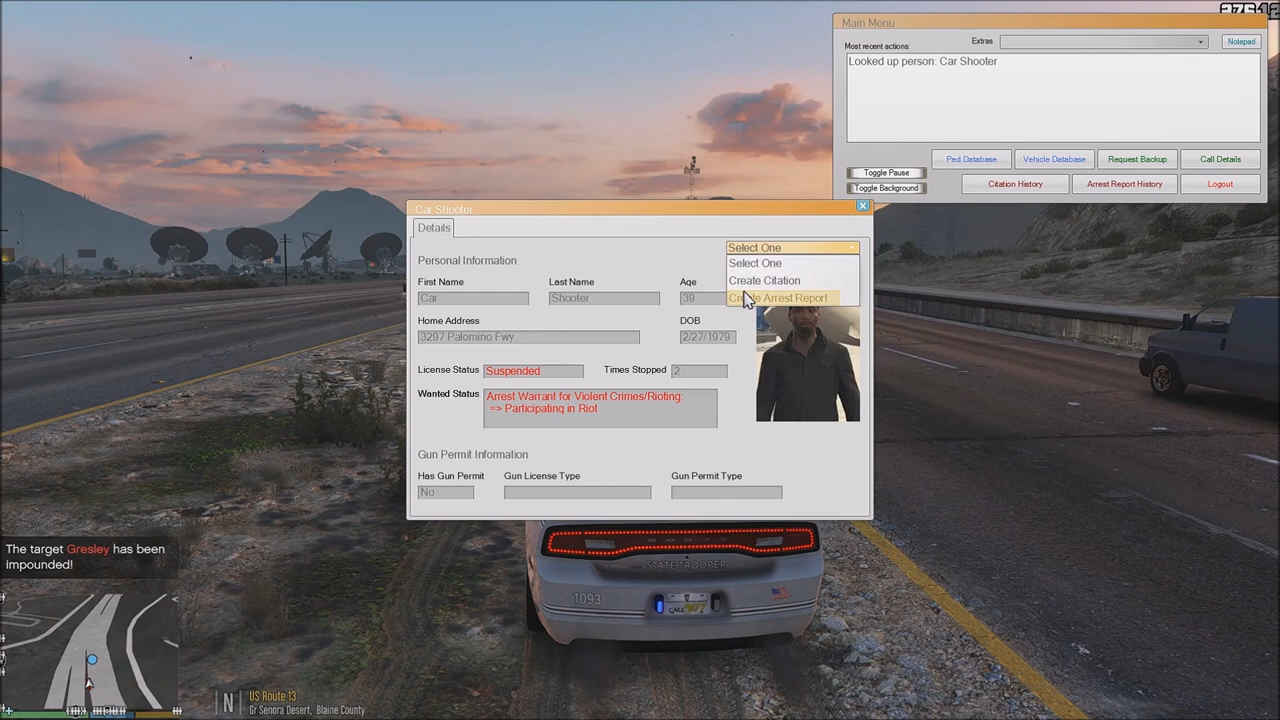 Main Menu
Most recent actions:
Extras
Notepad
Looked up person: Car Shooter
Ped Database
Vehicle Database
Request Backup
Call Details
Toggle Pause
Toggle Background
Citation History
Arrest Report History
Logout
Car Shooter
Details
Select One
Select One
Create Citation
Create Arrest Report
Personal Information
First Name
Last Name
Age
Car
Shooter
39
Home Address
DOB
3297 Palomino Fwy
2/27/1979
License Status
Suspended
Times Stopped
2
Wanted Status
Arrest Warrant for Violent Crimes/Rioting:
=> Participating in Riot
Gun Permit Information
Has Gun Permit
Gun License Type
Gun Permit Type
No
STATE TROOPER
1093
The target Gresley has been
impounded!
N
US Route 13
Gr Senora Desert, Blaine County